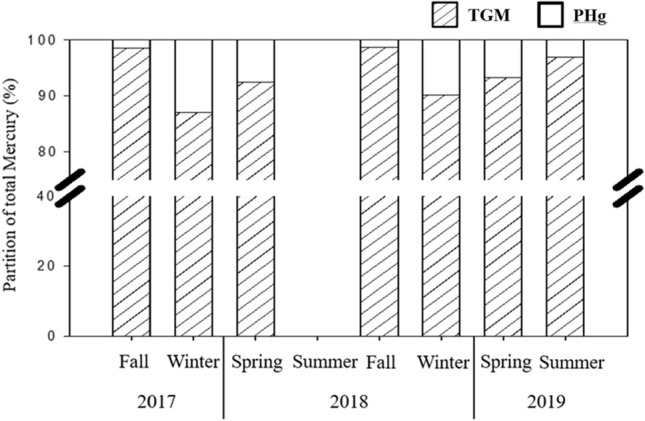 TGM PHg
Partition of total Mercury (%)
100
90
80
40
20
0
Fall Winter Spring Summer Fall Winter Spring Summer
2017 2018 2019